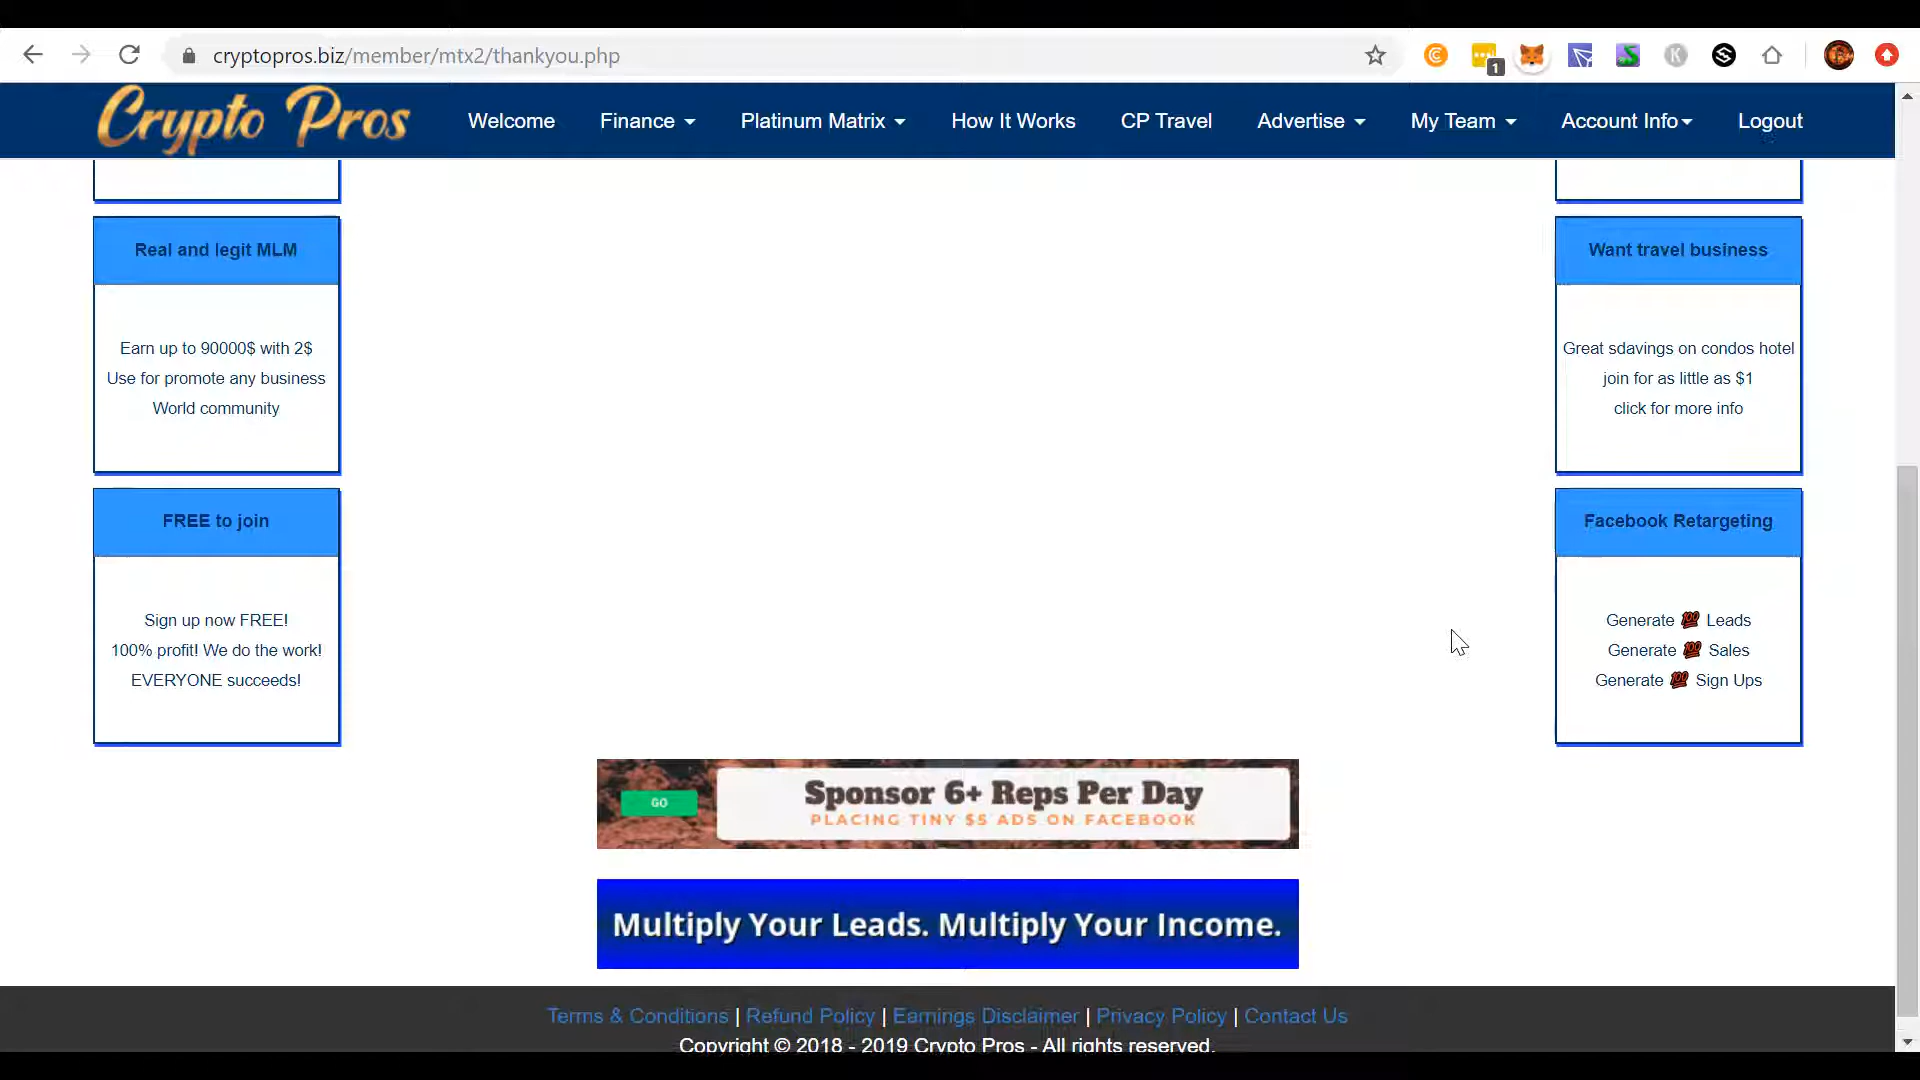 cryptopros.biz/member/mtx2/thankyou.php
1
Crypto Pros
Welcome
Finance
Platinum Matrix
How It Works
CP Travel
Advertise
My Team
Account Info
Logout
Real and legit MLM
Earn up to 90000$ with 2$
Use for promote any business
World community
FREE to join
Sign up now FREE!
100% profit! We do the work!
EVERYONE succeeds!
Want travel business
Great sdavings on condos hotel
join for as little as $1
click for more info
Facebook Retargeting
Generate 💯 Leads
Generate 💯 Sales
Generate 💯 Sign Ups
GO
Sponsor 6+ Reps Per Day
PLACING TINY $5 ADS ON FACEBOOK
Multiply Your Leads. Multiply Your Income.
Terms & Conditions | Refund Policy | Earnings Disclaimer | Privacy Policy | Contact Us
Copyright © 2018 - 2019 Crypto Pros - All rights reserved.